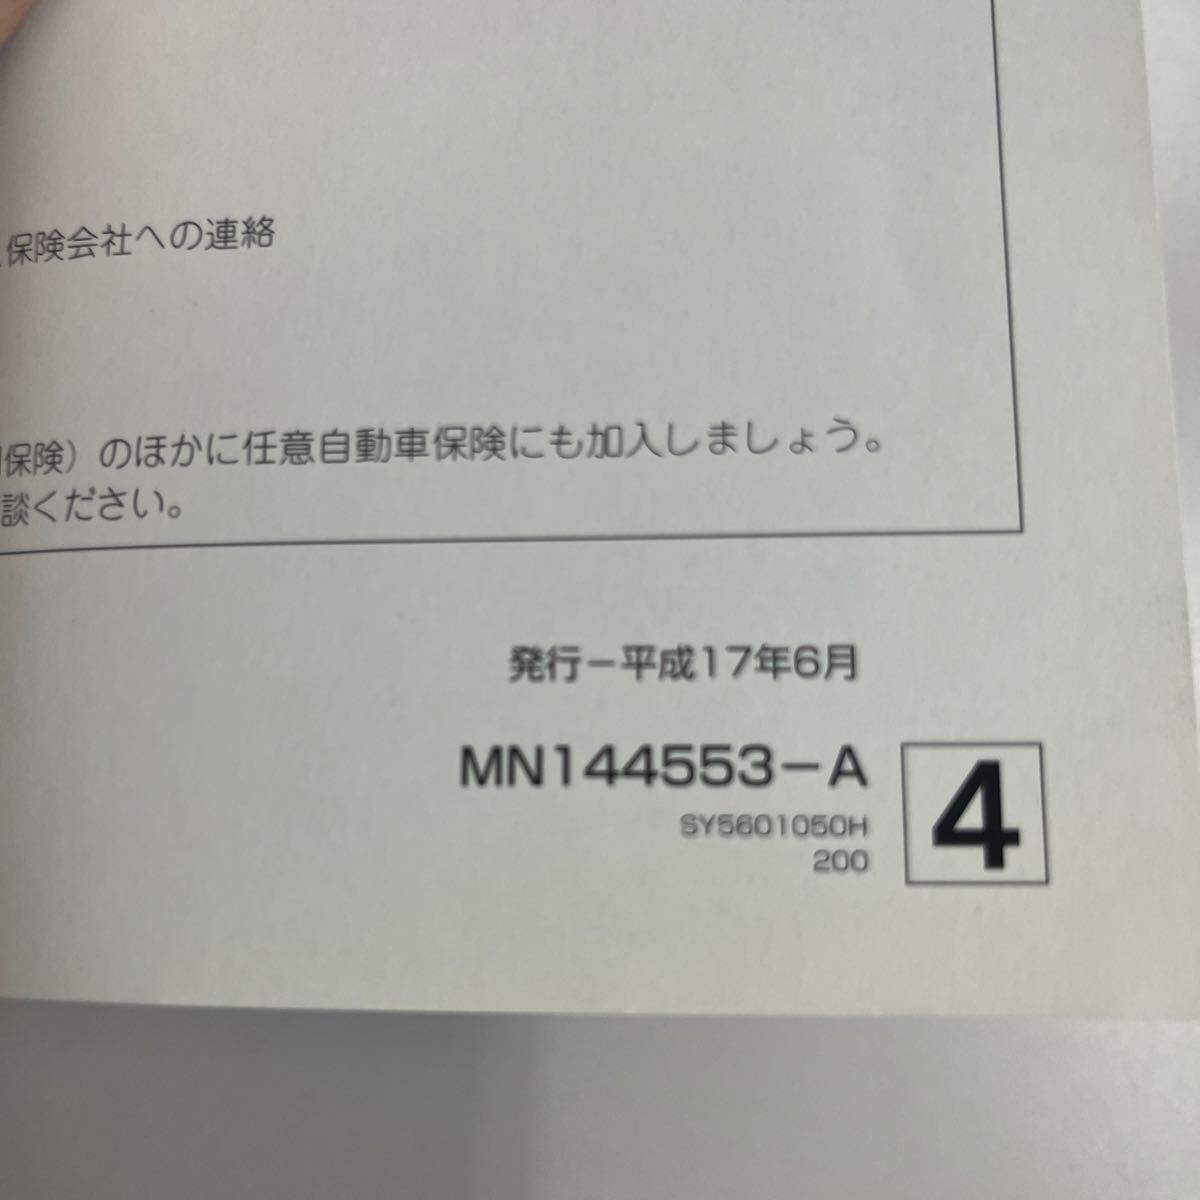 保険会社への連絡
保険）のほかに任意自動車保険にも加入しましょう。
談ください。
発行－平成17年6月
MN144553－A
SY5601050H
200
4